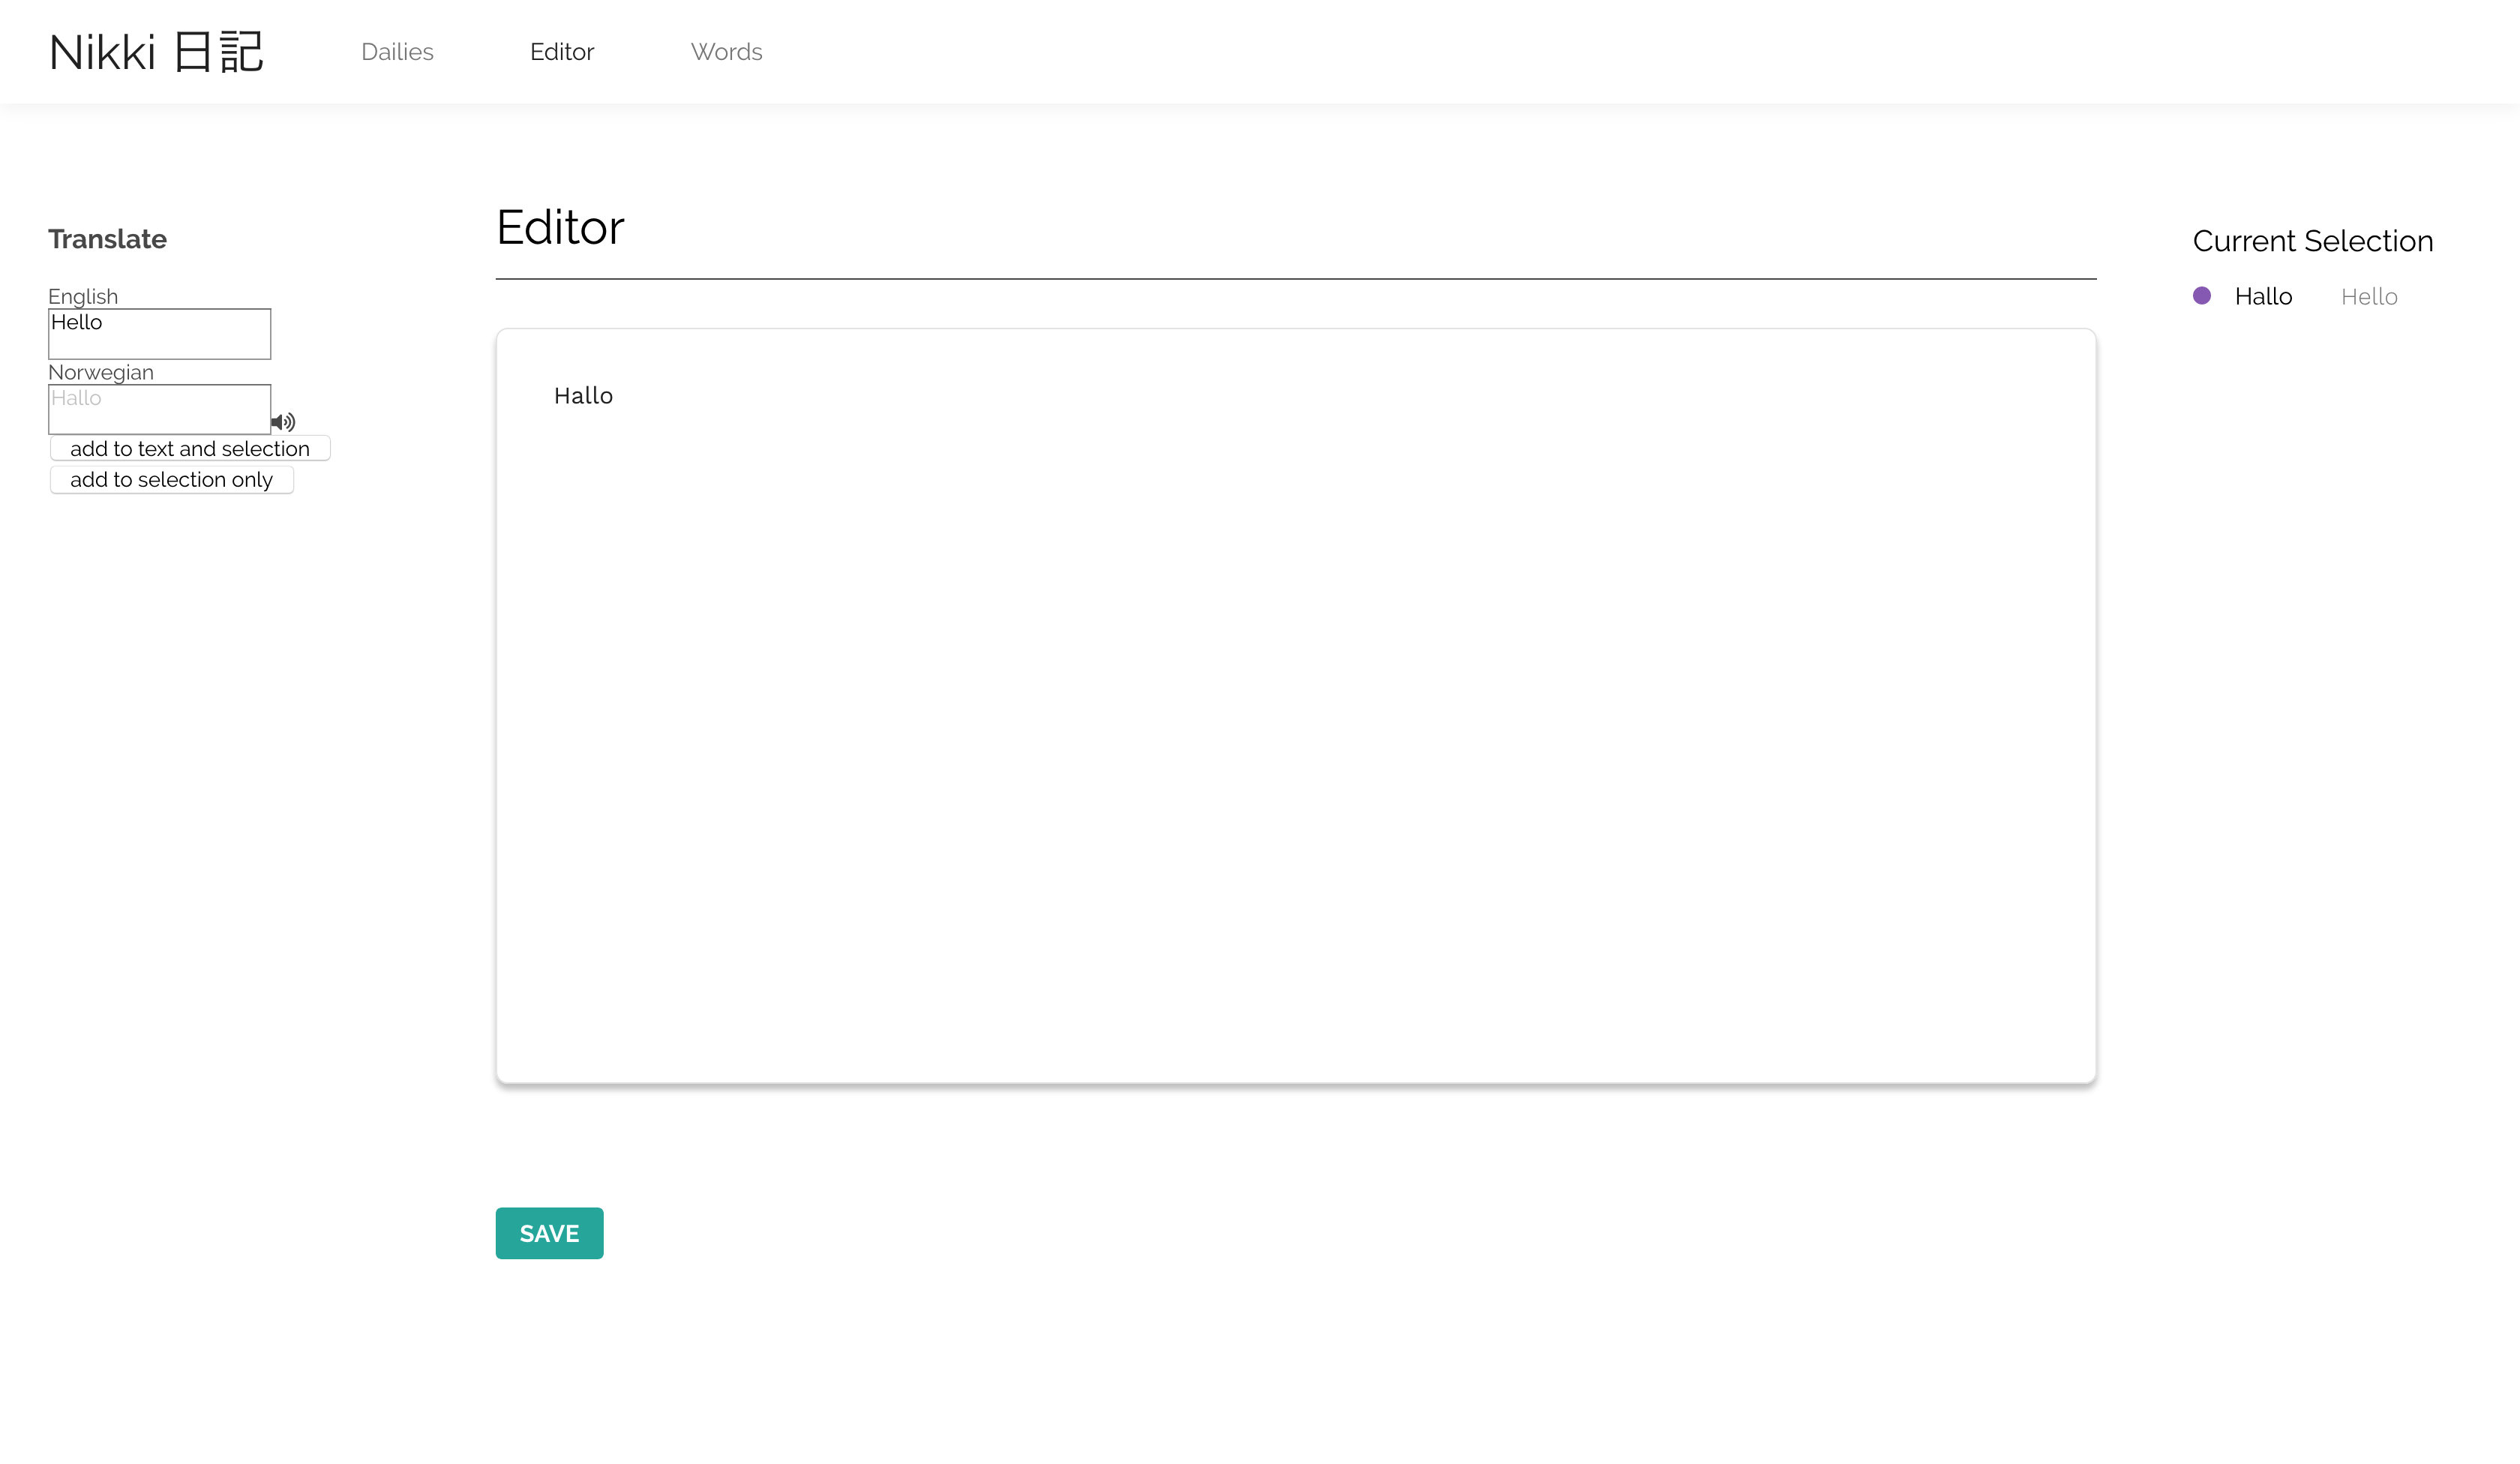 Nikki 日記
Dailies
Editor
Words
Translate
English
Hello
Norwegian
Hallo
add to text and selection
add to selection only
Editor
Hallo
SAVE
Current Selection
Hallo Hello